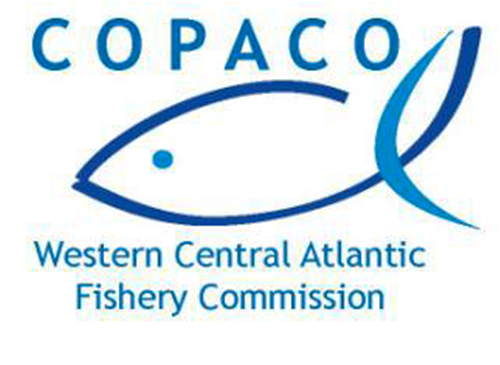 COPACO
Western Central Atlantic
Fishery Commission